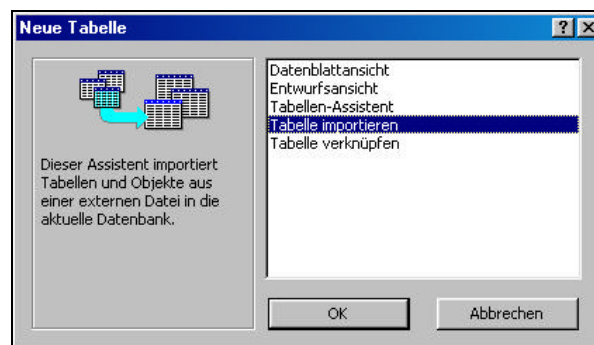 Neue Tabelle
Dieser Assistent importiert
Tabellen und Objekte aus
einer externen Datei in die
aktuelle Datenbank.
Datenblattansicht
Entwurfsansicht
Tabellen-Assistent
Tabelle importieren
Tabelle verknüpfen
OK
Abbrechen